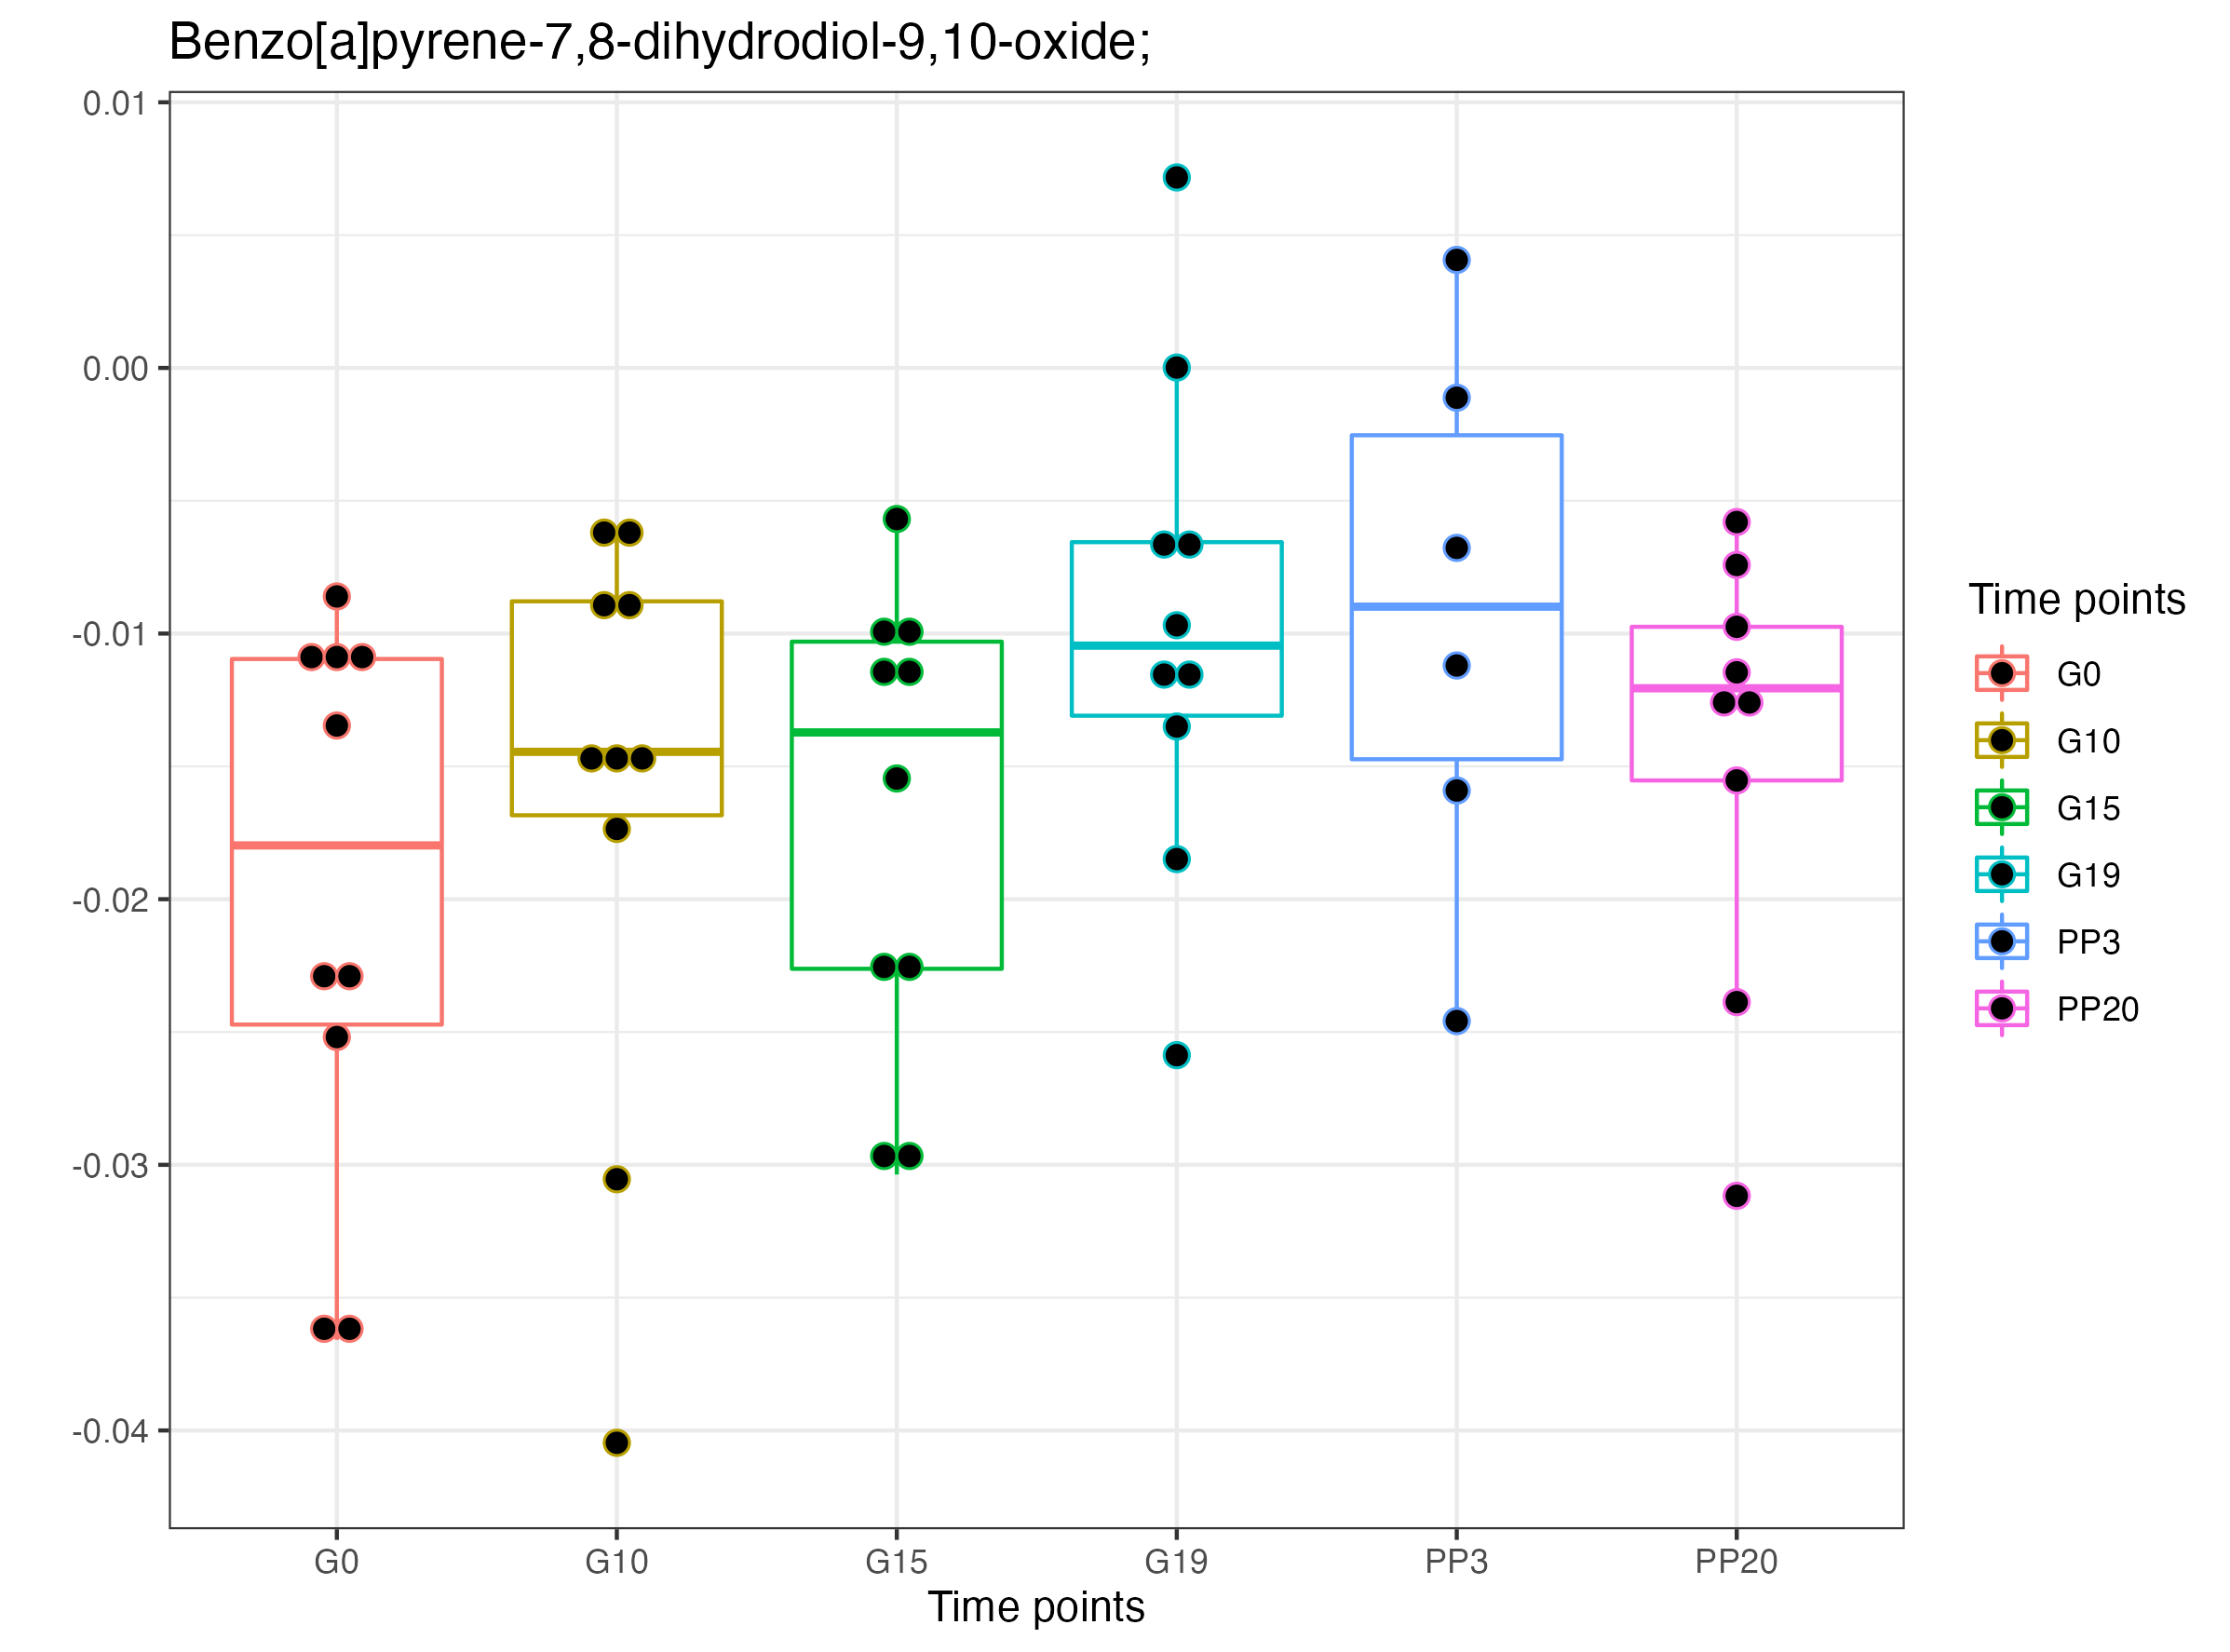 Benzo[a]pyrene-7,8-dihydrodiol-9,10-oxide;
0.01
0.00
-0.01
-0.02
-0.03
-0.04
G0 G10 G15 G19 PP3 PP20
Time points
Time points
G0
G10
G15
G19
PP3
PP20